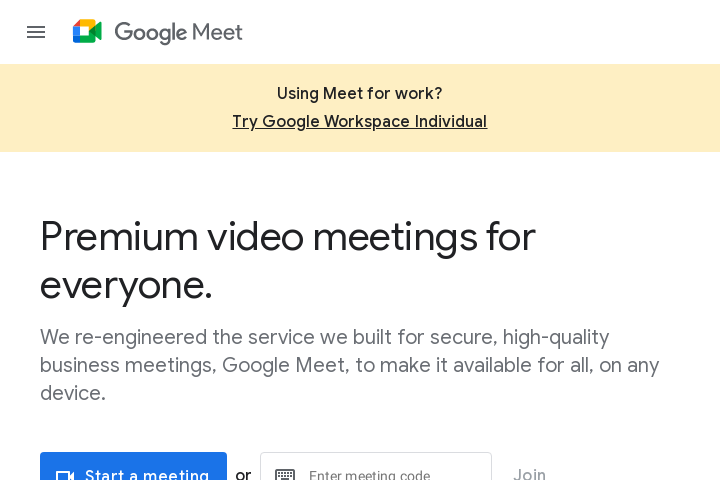 Google Meet
Using Meet for work?
Try Google Workspace Individual
Premium video meetings for
everyone.
We re-engineered the service we built for secure, high-quality
business meetings, Google Meet, to make it available for all, on any
device.
Start a meeting or Enter meeting code Join